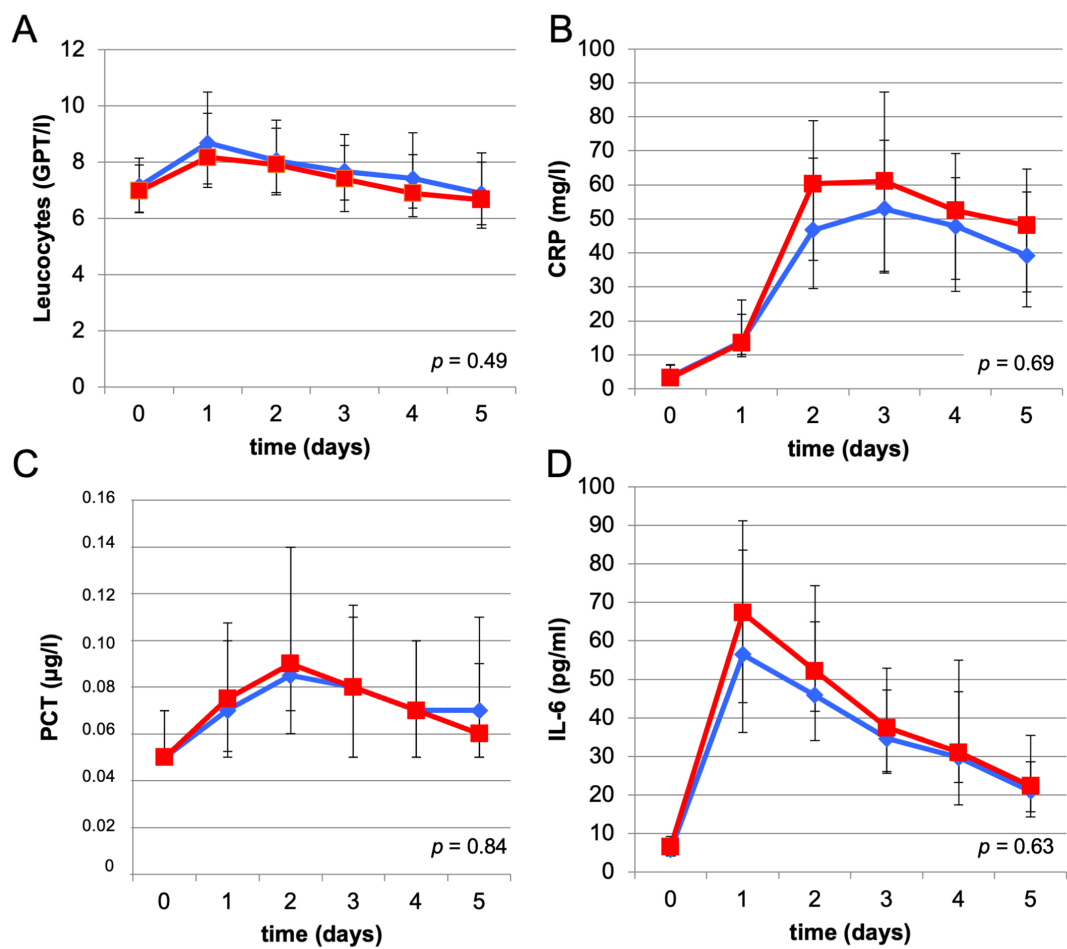 A
Leucocytes (GPT/l)
12
10
8
6
4
2
0
p = 0.49
0 1 2 3 4 5
time (days)
B
CRP (mg/l)
100
90
80
70
60
50
40
30
20
10
0
p = 0.69
0 1 2 3 4 5
time (days)
C
PCT (µg/l)
0.16
0.14
0.12
0.10
0.08
0.06
0.04
0.02
0
p = 0.84
0 1 2 3 4 5
time (days)
D
IL-6 (pg/ml)
100
90
80
70
60
50
40
30
20
10
0
p = 0.63
0 1 2 3 4 5
time (days)